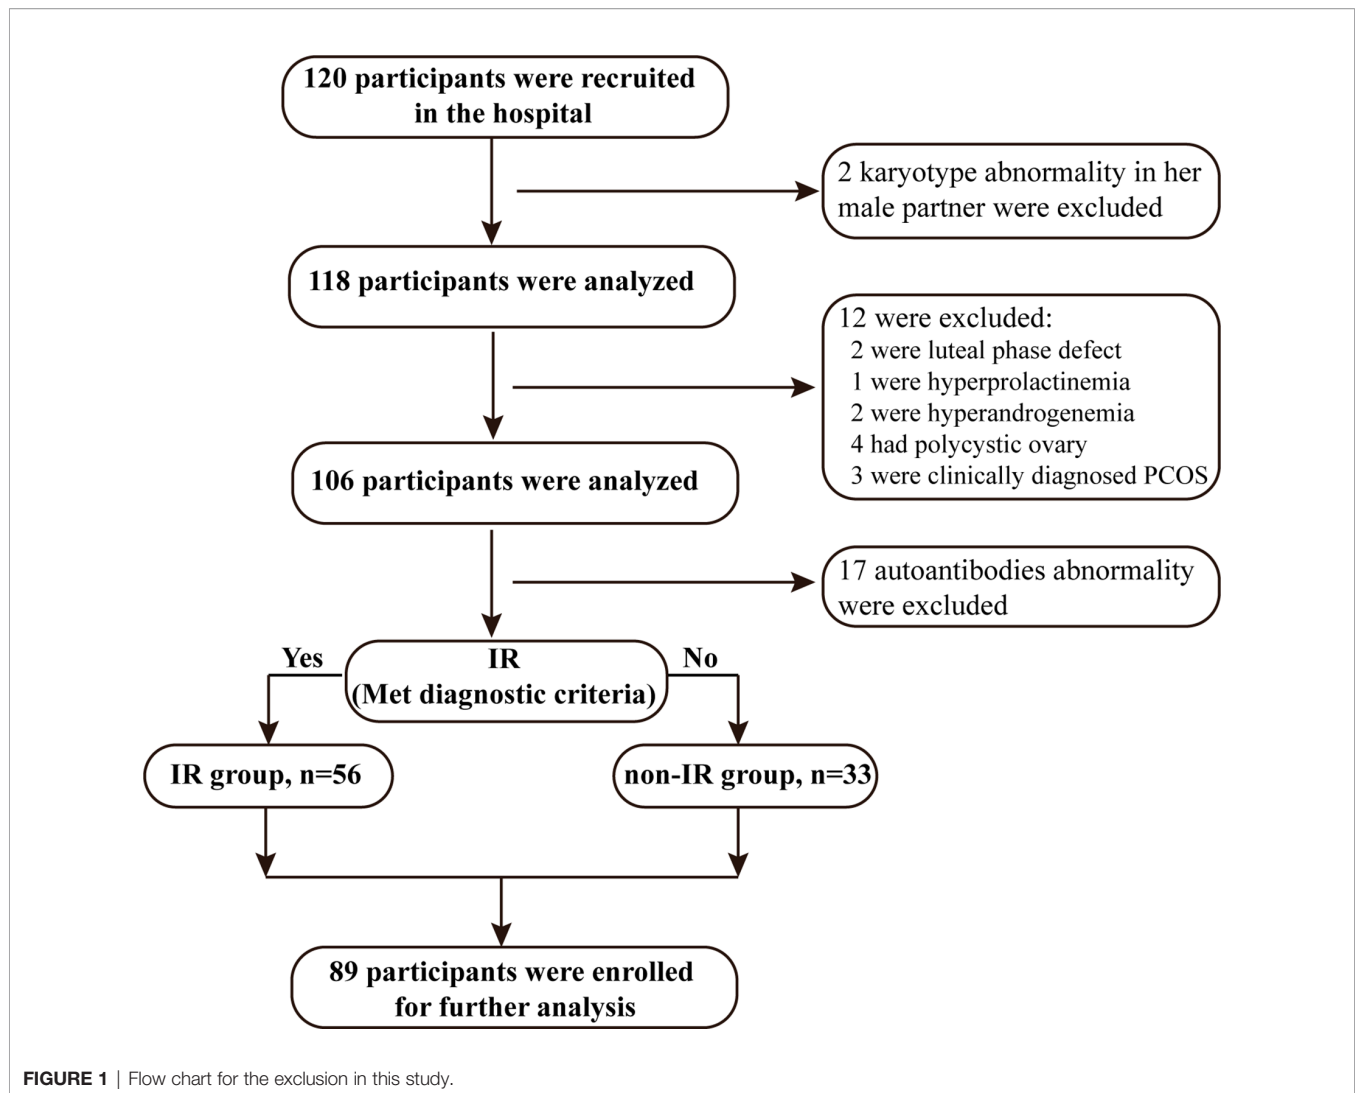 120 participants were recruited
in the hospital
2 karyotype abnormality in her
male partner were excluded
118 participants were analyzed
12 were excluded:
2 were luteal phase defect
1 were hyperprolactinemia
2 were hyperandrogenemia
4 had polycystic ovary
3 were clinically diagnosed PCOS
106 participants were analyzed
17 autoantibodies abnormality
were excluded
Yes
IR
(Met diagnostic criteria)
No
IR group, n=56
non-IR group, n=33
89 participants were enrolled
for further analysis
FIGURE 1 | Flow chart for the exclusion in this study.